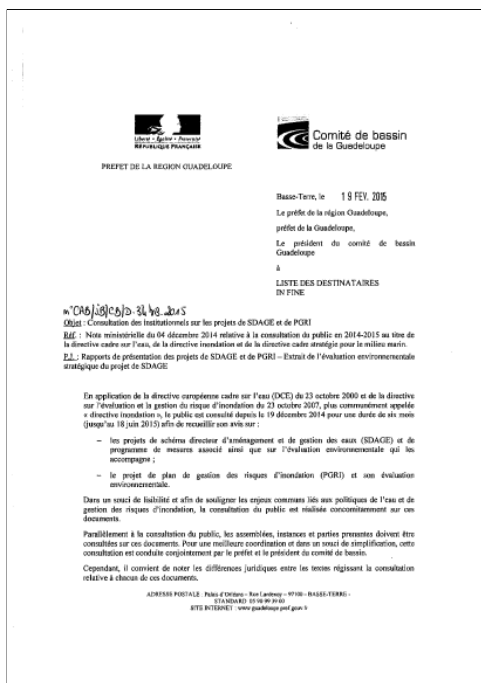 Liberté • Égalité • Fraternité
RÉPUBLIQUE FRANÇAISE
PREFET DE LA REGION GUADELOUPE
Comité de bassin
de la Guadeloupe
Basse-Terre, le 19 FEV. 2015
Le préfet de la région Guadeloupe,
préfet de la Guadeloupe,
Le président du comité de bassin
Guadeloupe
à
LISTE DES DESTINATAIRES
IN FINE
Objet : Consultation des institutionnels sur les projets de SDAGE et de PGRI
Réf. : Note ministérielle du 04 décembre 2014 relative à la consultation du public en 2014-2015 au titre de
la directive cadre sur l'eau, de la directive inondation et de la directive cadre stratégie pour le milieu marin.
P.J. : Rapports de présentation des projets de SDAGE et de PGRI – Extrait de l'évaluation environnementale
stratégique du projet de SDAGE
En application de la directive européenne cadre sur l'eau (DCE) du 23 octobre 2000 et de la directive
sur l'évaluation et la gestion du risque d'inondation du 23 octobre 2007, plus communément appelée
« directive inondation », le public est consulté depuis le 19 décembre 2014 pour une durée de six mois
(jusqu'au 18 juin 2015) afin de recueillir son avis sur :
– les projets de schéma directeur d'aménagement et de gestion des eaux (SDAGE) et de
programme de mesures associé ainsi que sur l'évaluation environnementale qui les
accompagne ;
– le projet de plan de gestion des risques d'inondation (PGRI) et son évaluation
environnementale.
Dans un souci de lisibilité et afin de souligner les enjeux communs liés aux politiques de l'eau et de
gestion des risques d'inondation, la consultation du public est réalisée concomitamment sur ces
documents.
Parallèlement à la consultation du public, les assemblées, instances et parties prenantes doivent être
consultées sur ces documents. Pour une meilleure coordination et dans un souci de simplification, cette
consultation est conduite conjointement par le préfet et le président du comité de bassin.
Cependant, il convient de noter les différences juridiques entre les textes régissant la consultation
relative à chacun de ces documents.
ADRESSE POSTALE : Palais d'Orléans – Rue Lardenoy – 97100 – BASSE-TERRE -
STANDARD 05 90 99 39 00
SITE INTERNET : www.guadeloupe.pref.gouv.fr